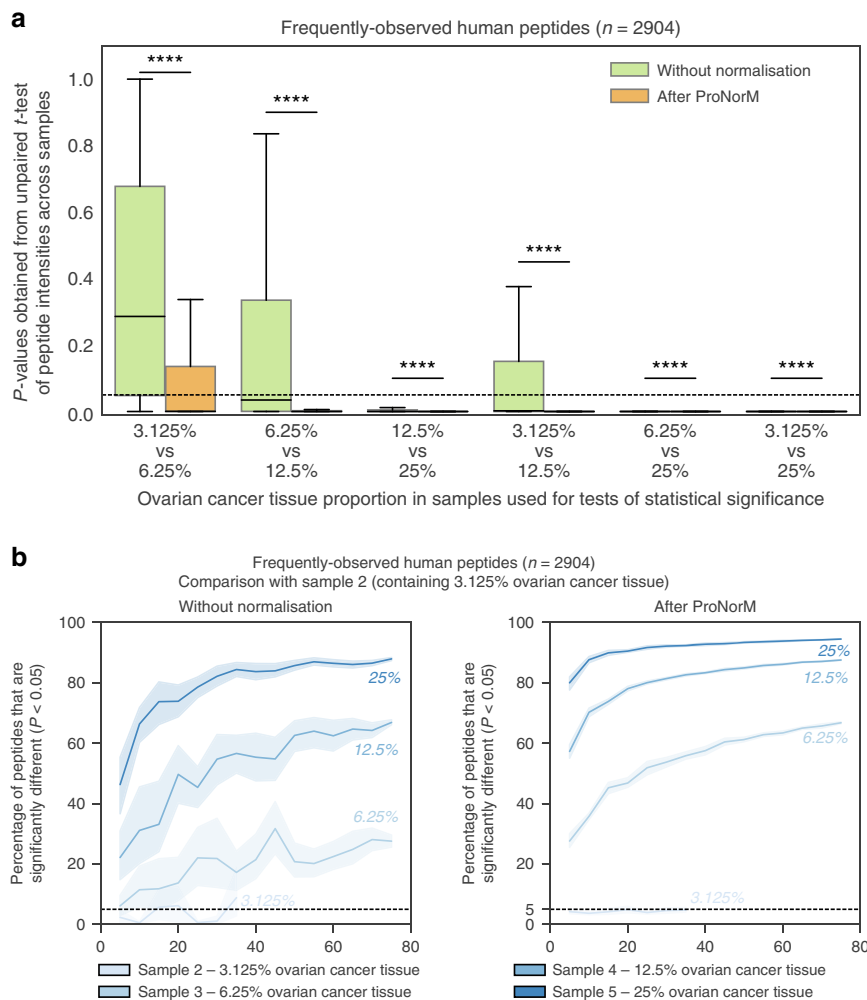 a
Frequently-observed human peptides (n = 2904)
P-values obtained from unpaired t-test
of peptide intensities across samples
1.0
0.8
0.6
0.4
0.2
0.0
****
****
****
****
****
****
Without normalisation
After ProNorM
3.125%
vs
6.25%
6.25%
vs
12.5%
12.5%
vs
25%
3.125%
vs
12.5%
6.25%
vs
25%
3.125%
vs
25%
Ovarian cancer tissue proportion in samples used for tests of statistical significance
b
Frequently-observed human peptides (n = 2904)
Comparison with sample 2 (containing 3.125% ovarian cancer tissue)
Without normalisation
Percentage of peptides that are
significantly different (P < 0.05)
100
80
60
40
20
0
25%
12.5%
6.25%
3.125%
0
20
40
60
80
After ProNorM
Percentage of peptides that are
significantly different (P < 0.05)
100
80
60
40
20
5
0
25%
12.5%
6.25%
3.125%
0
20
40
60
80
Sample 2 – 3.125% ovarian cancer tissue
Sample 3 – 6.25% ovarian cancer tissue
Sample 4 – 12.5% ovarian cancer tissue
Sample 5 – 25% ovarian cancer tissue